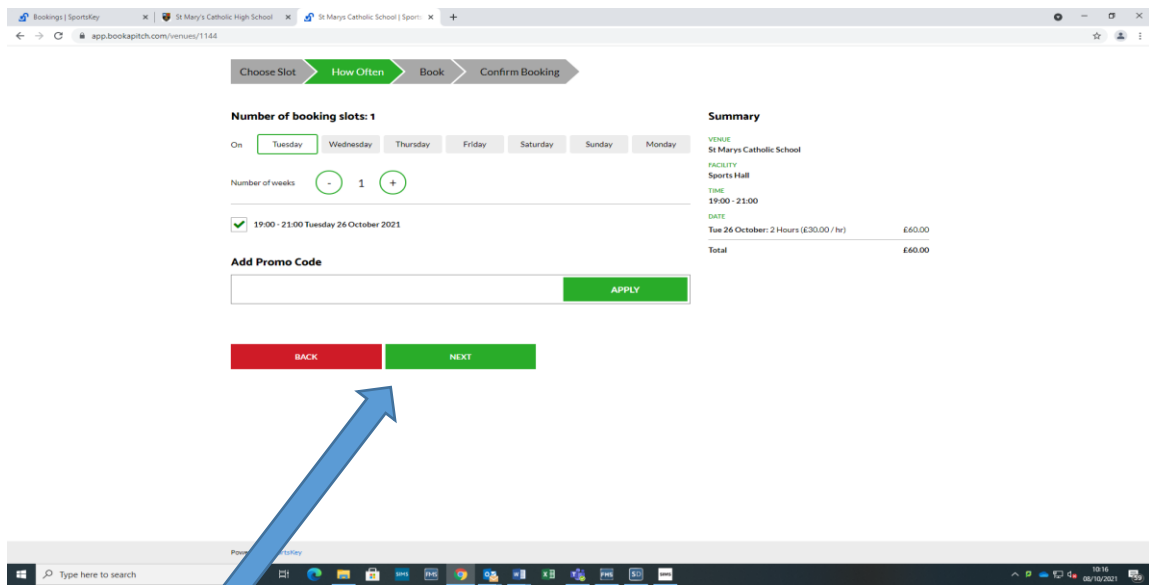 Bookings | SportsKey
St Mary's Catholic High School
St Marys Catholic School | Sports
app.bookapitch.com/venues/1144
Choose Slot
How Often
Book
Confirm Booking
Number of booking slots: 1
On Tuesday Wednesday Thursday Friday Saturday Sunday Monday
Number of weeks - 1 +
19:00 - 21:00 Tuesday 26 October 2021
Add Promo Code
APPLY
BACK
NEXT
Summary
VENUE
St Marys Catholic School
FACILITY
Sports Hall
TIME
19:00 - 21:00
DATE
Tue 26 October: 2 Hours (£30.00 / hr) £60.00
Total £60.00
Type here to search
10:16
08/10/2021